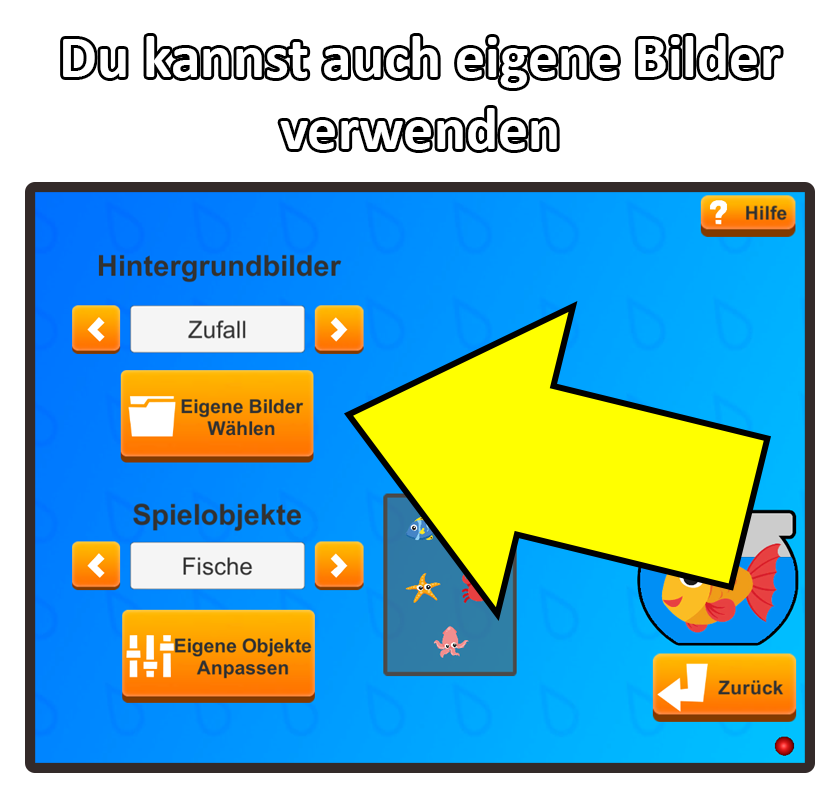 Du kannst auch eigene Bilder
verwenden
? Hilfe
Hintergrundbilder
Zufall
Eigene Bilder
Wählen
Spielobjekte
Fische
Eigene Objekte
Anpassen
Zurück